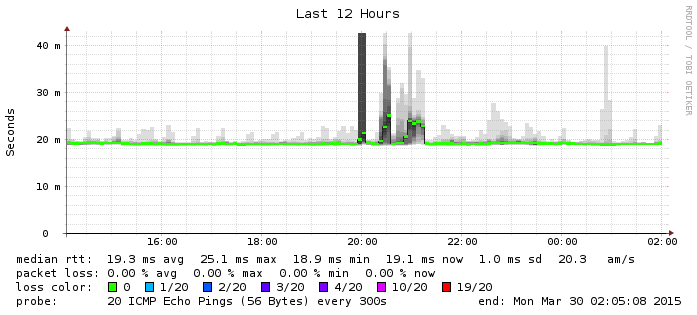 Last 12 Hours
RRDTOOL / TOBI OETIKER
Seconds
40 m
30 m
20 m
10 m
0
16:00 18:00 20:00 22:00 00:00 02:00
median rtt: 19.3 ms avg 25.1 ms max 18.9 ms min 19.1 ms now 1.0 ms sd 20.3 am/s
packet loss: 0.00 % avg 0.00 % max 0.00 % min 0.00 % now
loss color: 0 1/20 2/20 3/20 4/20 10/20 19/20
probe: 20 ICMP Echo Pings (56 Bytes) every 300s end: Mon Mar 30 02:05:08 2015